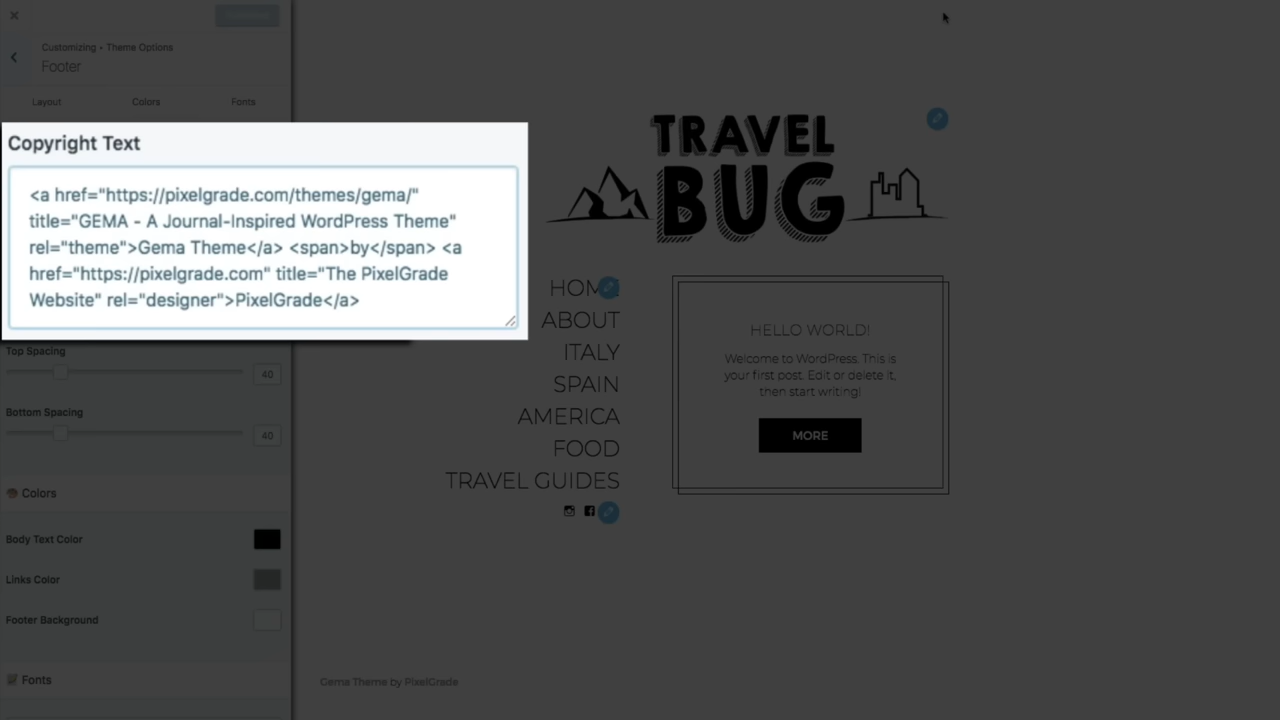 Customizing • Theme Options
Footer
Layout
Colors
Fonts
Copyright Text
<a href="https://pixelgrade.com/themes/gema/"
title="GEMA - A Journal-Inspired WordPress Theme"
rel="theme">Gema Theme</a> <span>by</span> <a
href="https://pixelgrade.com" title="The PixelGrade
Website" rel="designer">PixelGrade</a>
Top Spacing
40
Bottom Spacing
40
Colors
Body Text Color
Links Color
Footer Background
Fonts
TRAVEL
BUG
ABOUT
ITALY
SPAIN
AMERICA
FOOD
TRAVEL GUIDES
HELLO WORLD!
Welcome to WordPress. This is
your first post. Edit or delete it,
then start writing!
MORE
Gema Theme by PixelGrade